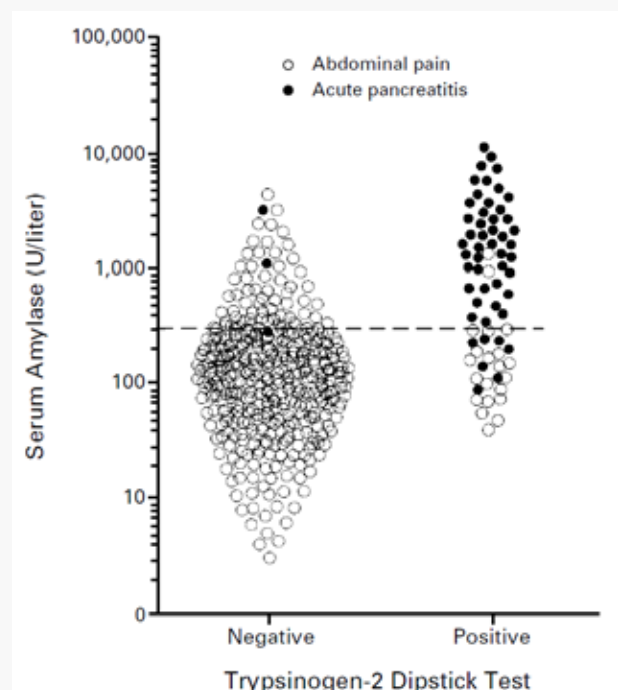 100,000
Abdominal pain
Acute pancreatitis
10,000
Serum Amylase (U/liter)
1,000
100
10
0
Negative
Positive
Trypsinogen-2 Dipstick Test